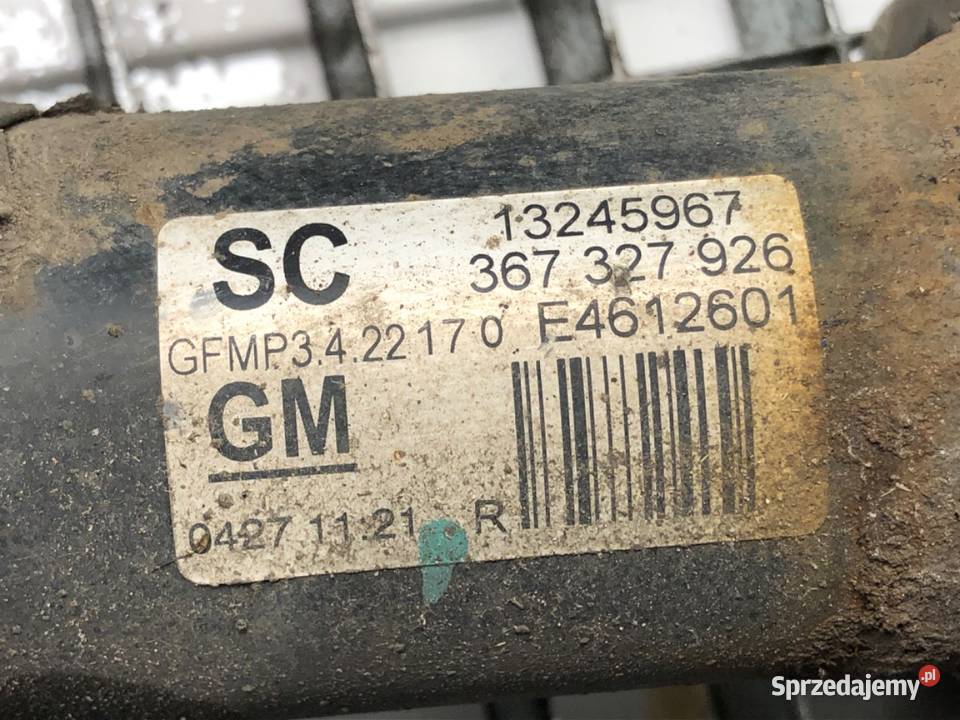 SC 13245967
367 327 926
GFMP3.4.22 17 0 E4612601
GM
0427 11:21 R
Sprzedajemy.pl